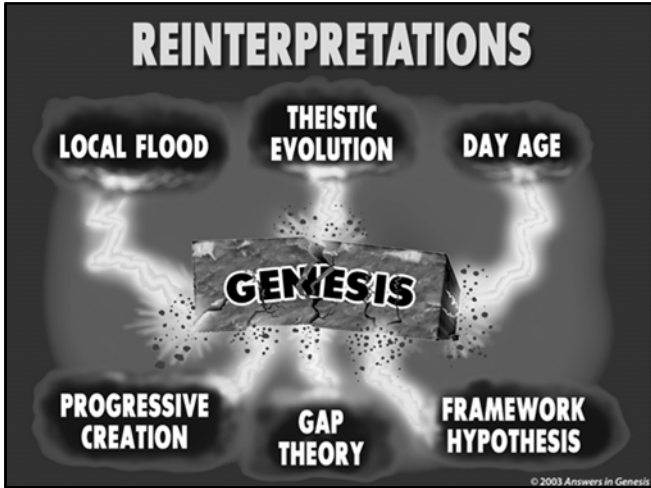 REINTERPRETATIONS
LOCAL FLOOD
THEISTIC
EVOLUTION
DAY AGE
GENESIS
PROGRESSIVE
CREATION
GAP
THEORY
FRAMEWORK
HYPOTHESIS
© 2003 Answers in Genesis